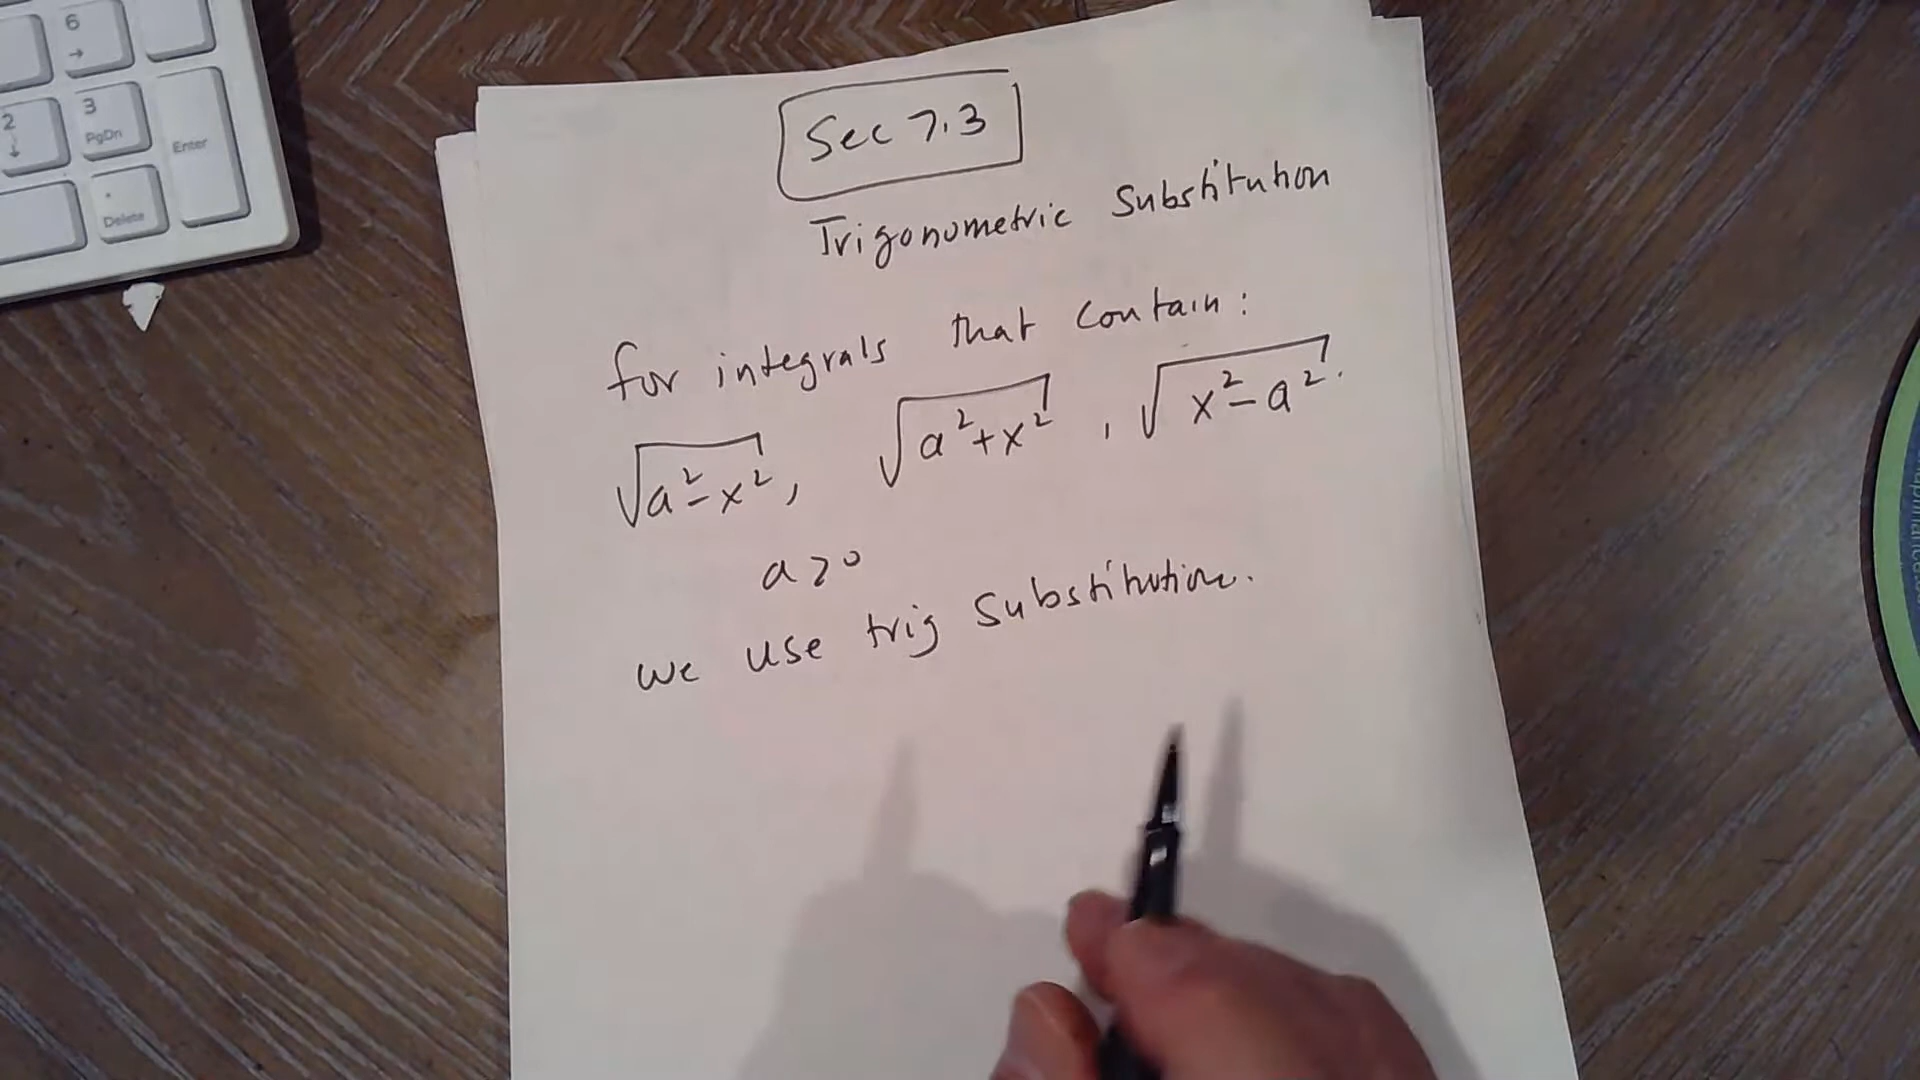 6
→
2
↓
3
PgDn
Enter
.
Delete
Sec 7.3
Trigonometric Substitution
for integrals that contain:
√a²-x², √a²+x², √x²-a².
a>0
we use trig substitution.